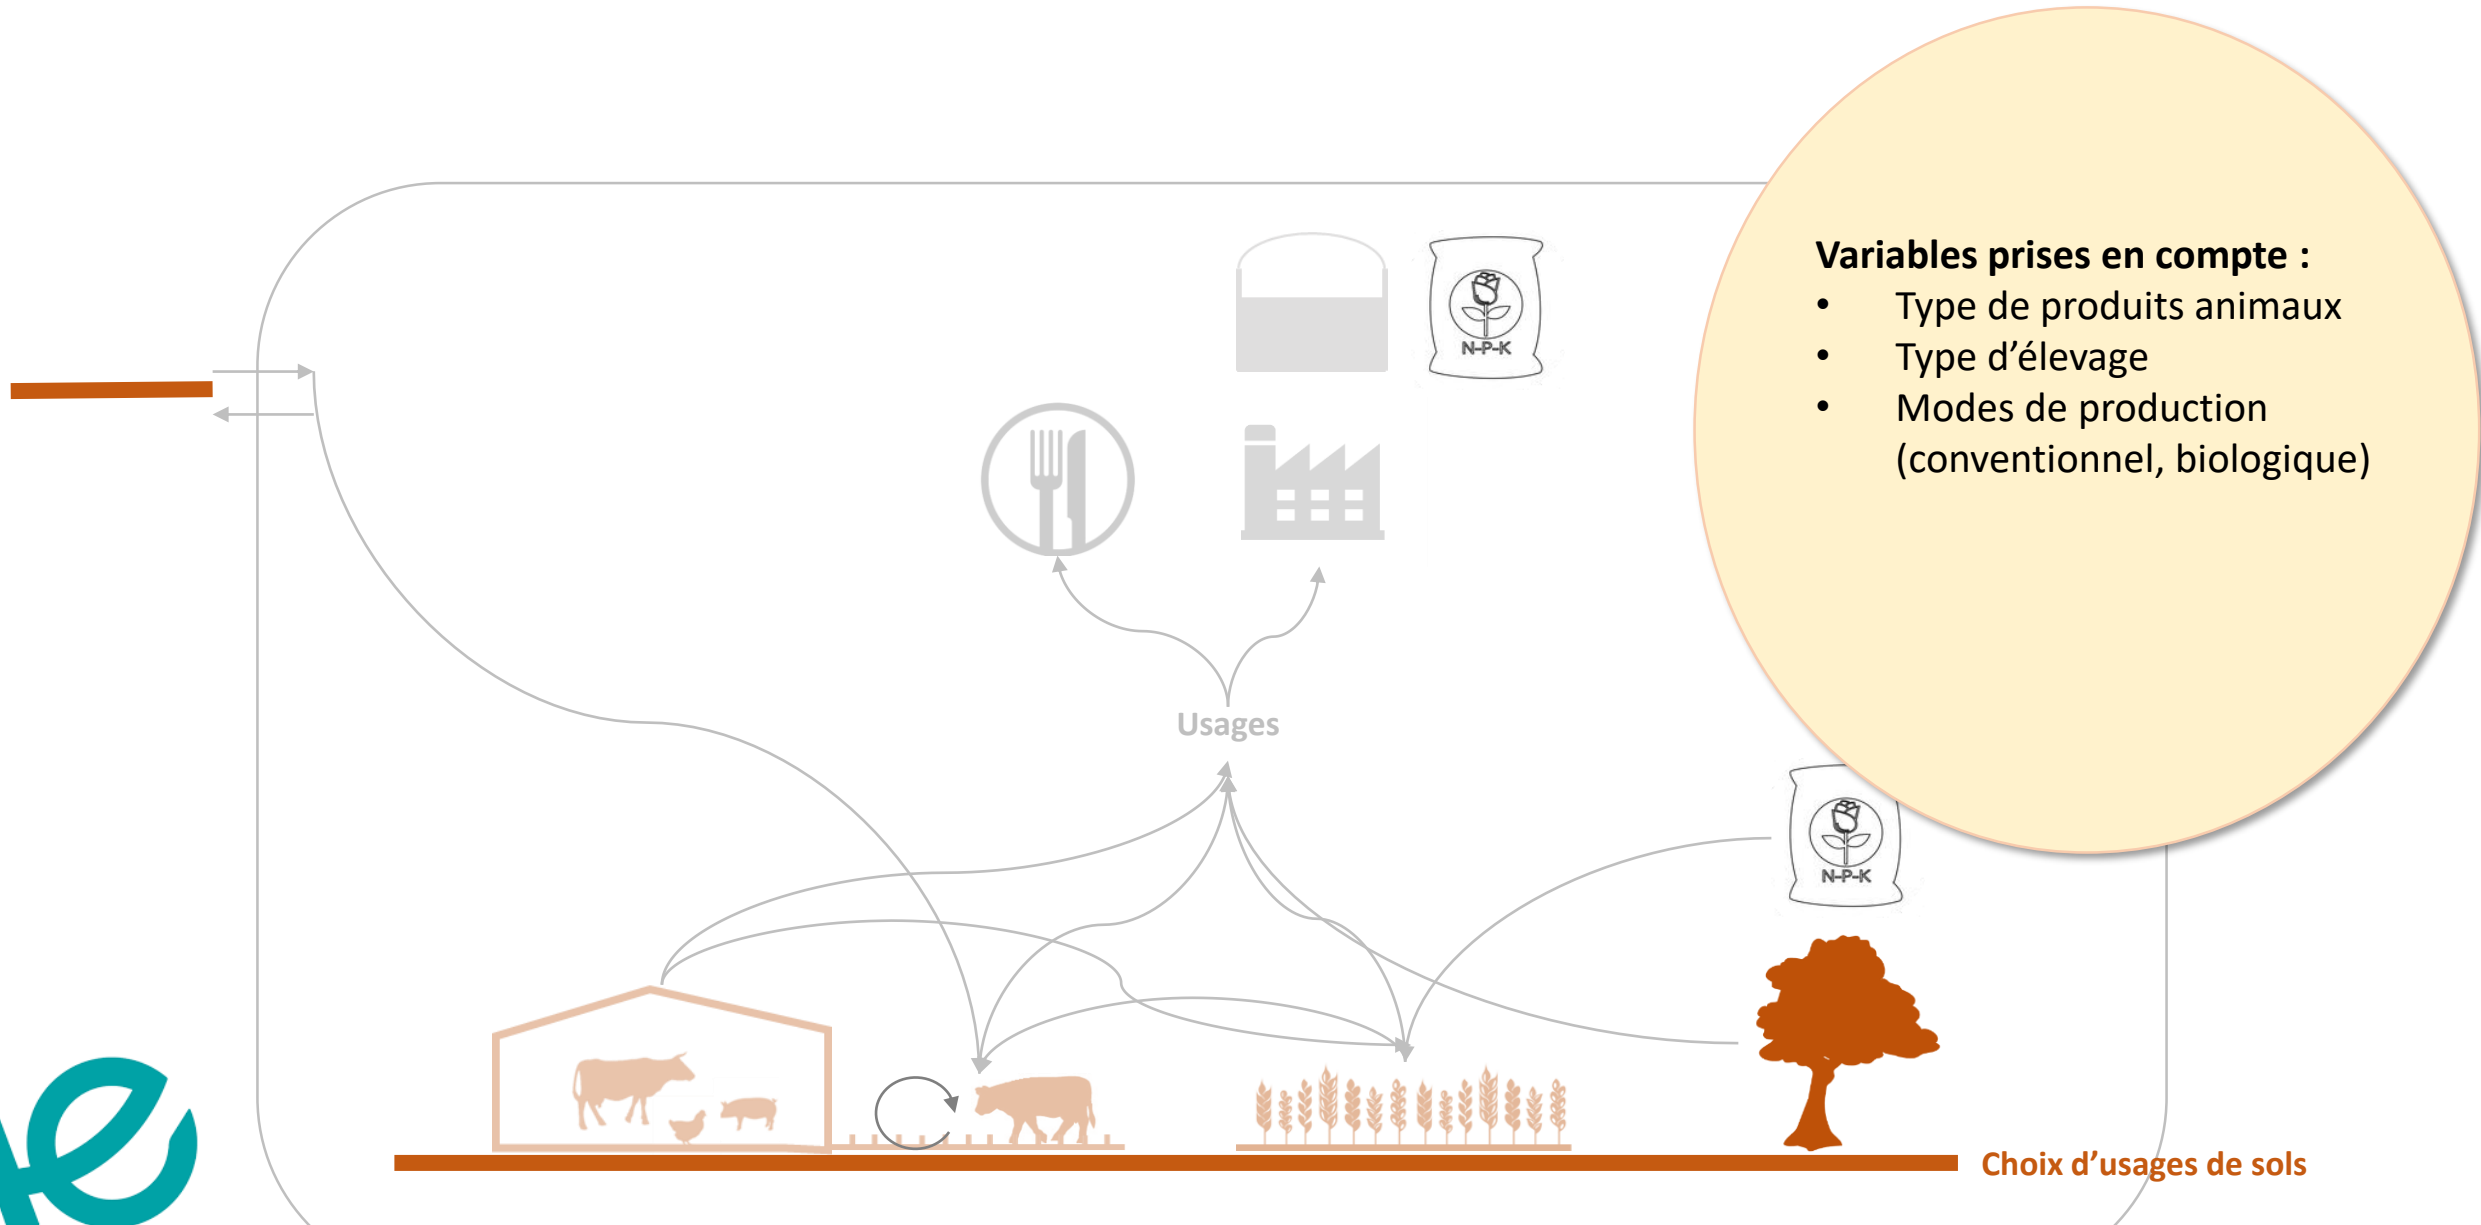 Variables prises en compte :
• Type de produits animaux
• Type d’élevage
• Modes de production
(conventionnel, biologique)
N-P-K
Usages
N-P-K
Choix d’usages de sols